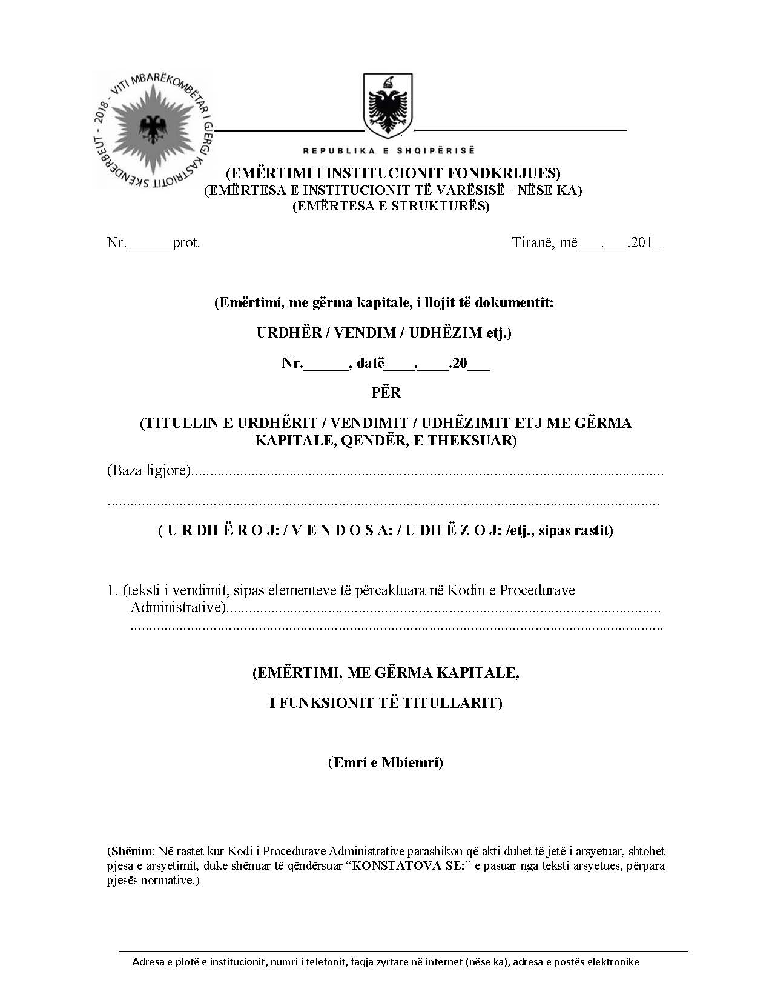 2018 - VITI MBARËKOMBËTAR I GJERGJ KASTRIOTIT SKËNDERBEUT -
REPUBLIKA E SHQIPËRISË
(EMËRTIMI I INSTITUCIONIT FONDKRIJUES)
(EMËRTESA E INSTITUCIONIT TË VARËSISË - NËSE KA)
(EMËRTESA E STRUKTURËS)
Nr.______prot. Tiranë, më___.___.201_
(Emërtimi, me gërma kapitale, i llojit të dokumentit:
URDHËR / VENDIM / UDHËZIM etj.)
Nr.______, datë____.____.20___
PËR
(TITULLIN E URDHËRIT / VENDIMIT / UDHËZIMIT ETJ ME GËRMA
KAPITALE, QENDËR, E THEKSUAR)
(Baza ligjore).............................................................................................................................
..................................................................................................................................................
( U R DH Ë R O J: / V E N D O S A: / U DH Ë Z O J: /etj., sipas rastit)
1. (teksti i vendimit, sipas elementeve të përcaktuara në Kodin e Procedurave
Administrative)...................................................................................................................
.............................................................................................................................................
(EMËRTIMI, ME GËRMA KAPITALE,
I FUNKSIONIT TË TITULLARIT)
(Emri e Mbiemri)
(Shënim: Në rastet kur Kodi i Procedurave Administrative parashikon që akti duhet të jetë i arsyetuar, shtohet
pjesa e arsyetimit, duke shënuar të qëndërsuar “KONSTATOVA SE:” e pasuar nga teksti arsyetues, përpara
pjesës normative.)
Adresa e plotë e institucionit, numri i telefonit, faqja zyrtare në internet (nëse ka), adresa e postës elektronike